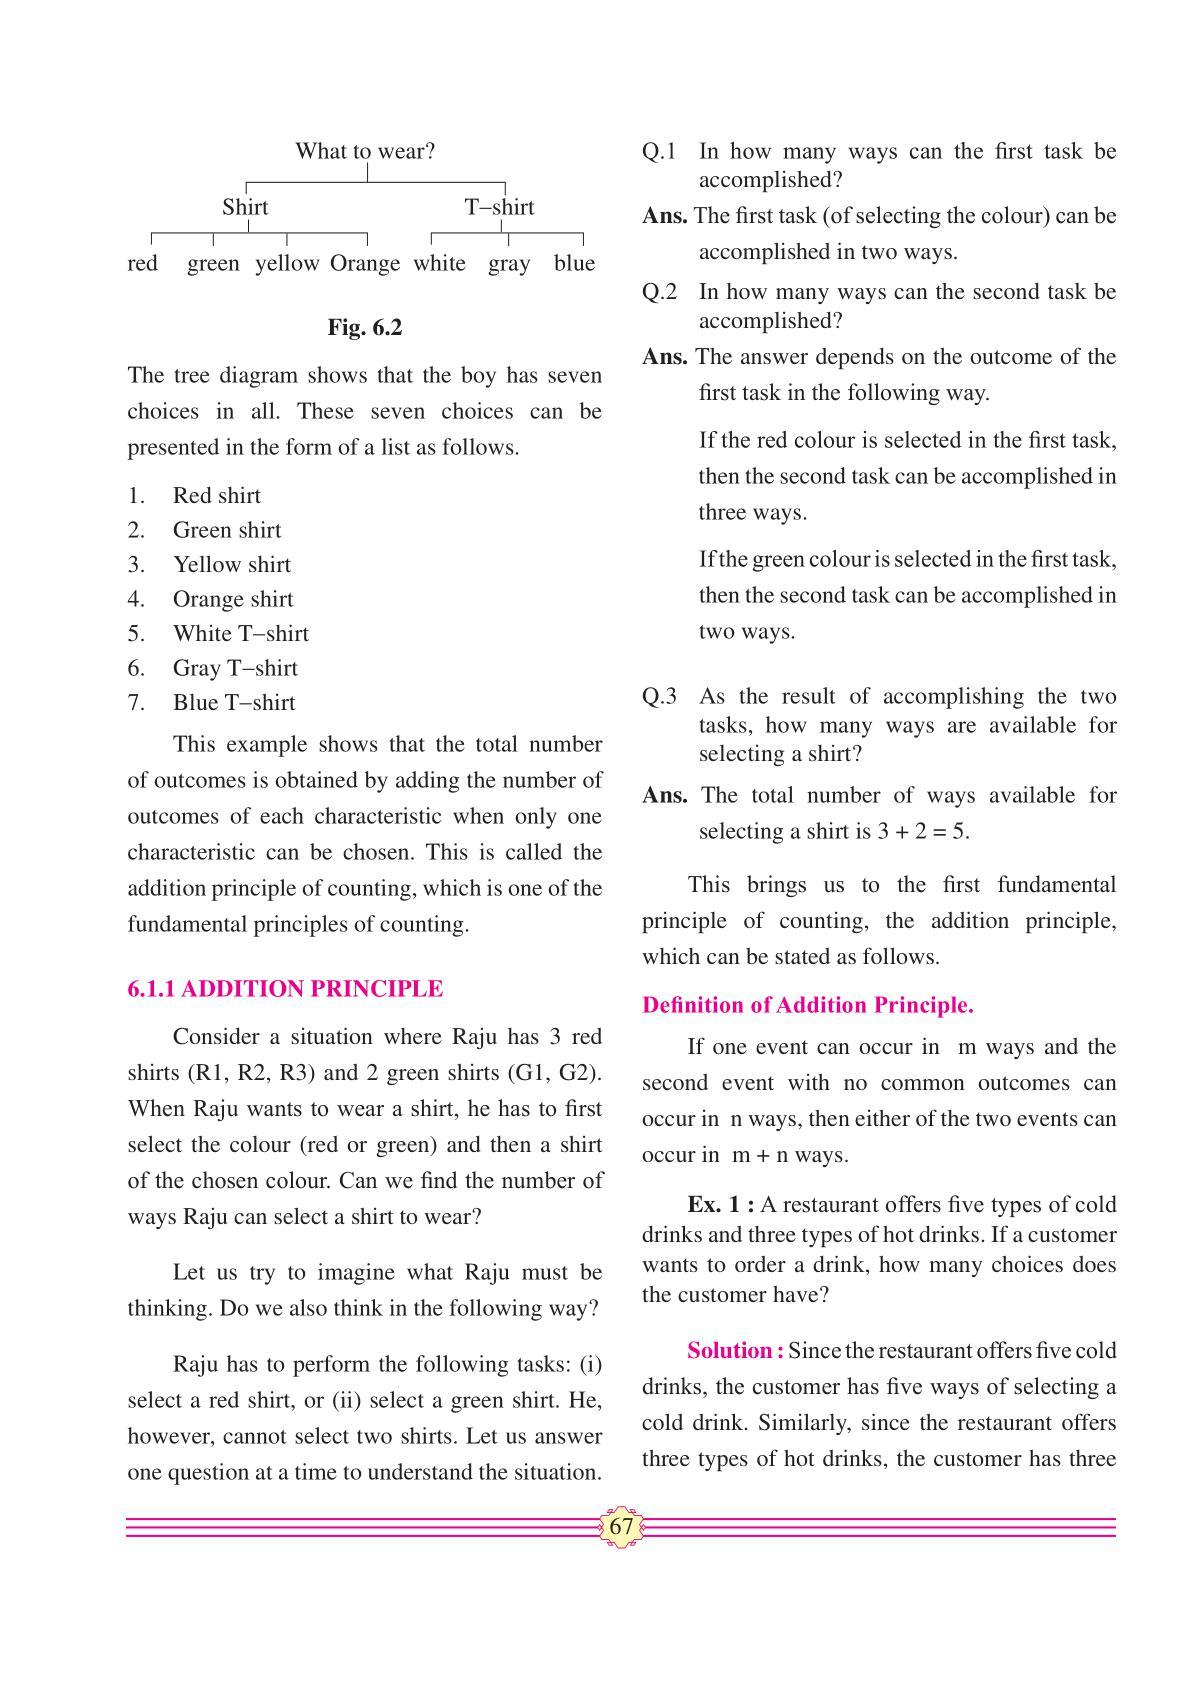 What to wear?
Shirt T–shirt
red green yellow Orange white gray blue
Fig. 6.2
The tree diagram shows that the boy has seven
choices in all. These seven choices can be
presented in the form of a list as follows.
1. Red shirt
2. Green shirt
3. Yellow shirt
4. Orange shirt
5. White T–shirt
6. Gray T–shirt
7. Blue T–shirt
This example shows that the total number
of outcomes is obtained by adding the number of
outcomes of each characteristic when only one
characteristic can be chosen. This is called the
addition principle of counting, which is one of the
fundamental principles of counting.
6.1.1 ADDITION PRINCIPLE
Consider a situation where Raju has 3 red
shirts (R1, R2, R3) and 2 green shirts (G1, G2).
When Raju wants to wear a shirt, he has to first
select the colour (red or green) and then a shirt
of the chosen colour. Can we find the number of
ways Raju can select a shirt to wear?
Let us try to imagine what Raju must be
thinking. Do we also think in the following way?
Raju has to perform the following tasks: (i)
select a red shirt, or (ii) select a green shirt. He,
however, cannot select two shirts. Let us answer
one question at a time to understand the situation.
Q.1 In how many ways can the first task be
accomplished?
Ans. The first task (of selecting the colour) can be
accomplished in two ways.
Q.2 In how many ways can the second task be
accomplished?
Ans. The answer depends on the outcome of the
first task in the following way.
If the red colour is selected in the first task,
then the second task can be accomplished in
three ways.
If the green colour is selected in the first task,
then the second task can be accomplished in
two ways.
Q.3 As the result of accomplishing the two
tasks, how many ways are available for
selecting a shirt?
Ans. The total number of ways available for
selecting a shirt is 3 + 2 = 5.
This brings us to the first fundamental
principle of counting, the addition principle,
which can be stated as follows.
Definition of Addition Principle.
If one event can occur in m ways and the
second event with no common outcomes can
occur in n ways, then either of the two events can
occur in m + n ways.
Ex. 1 : A restaurant offers five types of cold
drinks and three types of hot drinks. If a customer
wants to order a drink, how many choices does
the customer have?
Solution : Since the restaurant offers five cold
drinks, the customer has five ways of selecting a
cold drink. Similarly, since the restaurant offers
three types of hot drinks, the customer has three
67